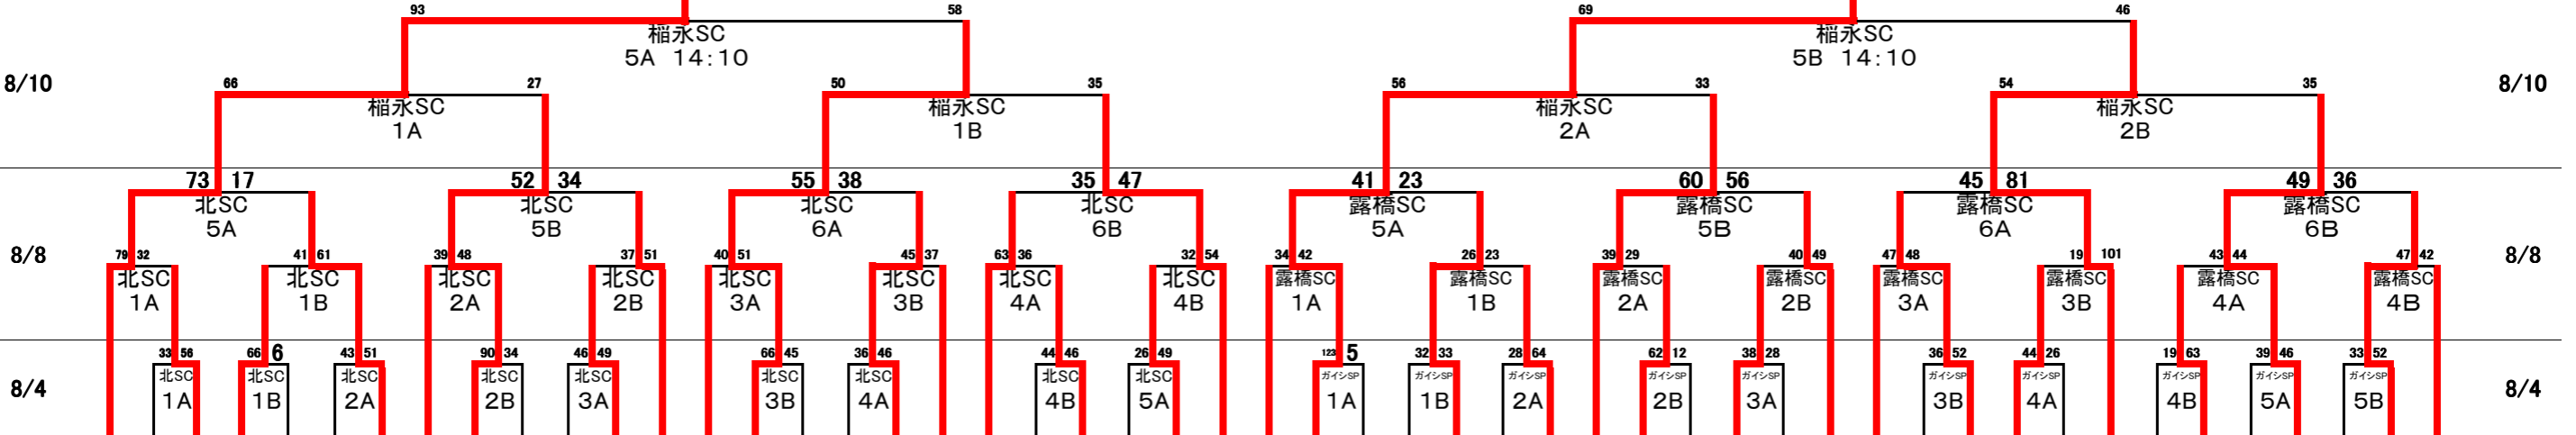 93 58 69 46
稲永SC 稲永SC
5A 14:10 5B 14:10
8/10 66 27 50 35 56 33 54 35 8/10
稲永SC 稲永SC 稲永SC 稲永SC
1A 1B 2A 2B
73 17 52 34 55 38 35 47 41 23 60 56 45 81 49 36
北SC 北SC 北SC 北SC 露橋SC 露橋SC 露橋SC 露橋SC
5A 5B 6A 6B 5A 5B 6A 6B
8/8 79 32 41 61 39 48 37 51 40 51 45 37 63 36 32 54 34 42 26 23 39 29 40 49 47 48 19 101 43 44 47 42 8/8
北SC 北SC 北SC 北SC 北SC 北SC 北SC 北SC 露橋SC 露橋SC 露橋SC 露橋SC 露橋SC 露橋SC 露橋SC 露橋SC
1A 1B 2A 2B 3A 3B 4A 4B 1A 1B 2A 2B 3A 3B 4A 4B
33 56 66 6 43 51 90 34 46 49 66 45 36 46 44 46 26 49 123 5 32 33 28 64 62 12 38 28 36 52 44 26 19 63 39 46 33 52
北SC 北SC 北SC 北SC 北SC 北SC 北SC 北SC 北SC ガイシSP ガイシSP ガイシSP ガイシSP ガイシSP ガイシSP ガイシSP ガイシSP ガイシSP ガイシSP
8/4 1A 1B 2A 2B 3A 3B 4A 4B 5A 1A 1B 2A 2B 3A 3B 4A 4B 5A 5B 8/4